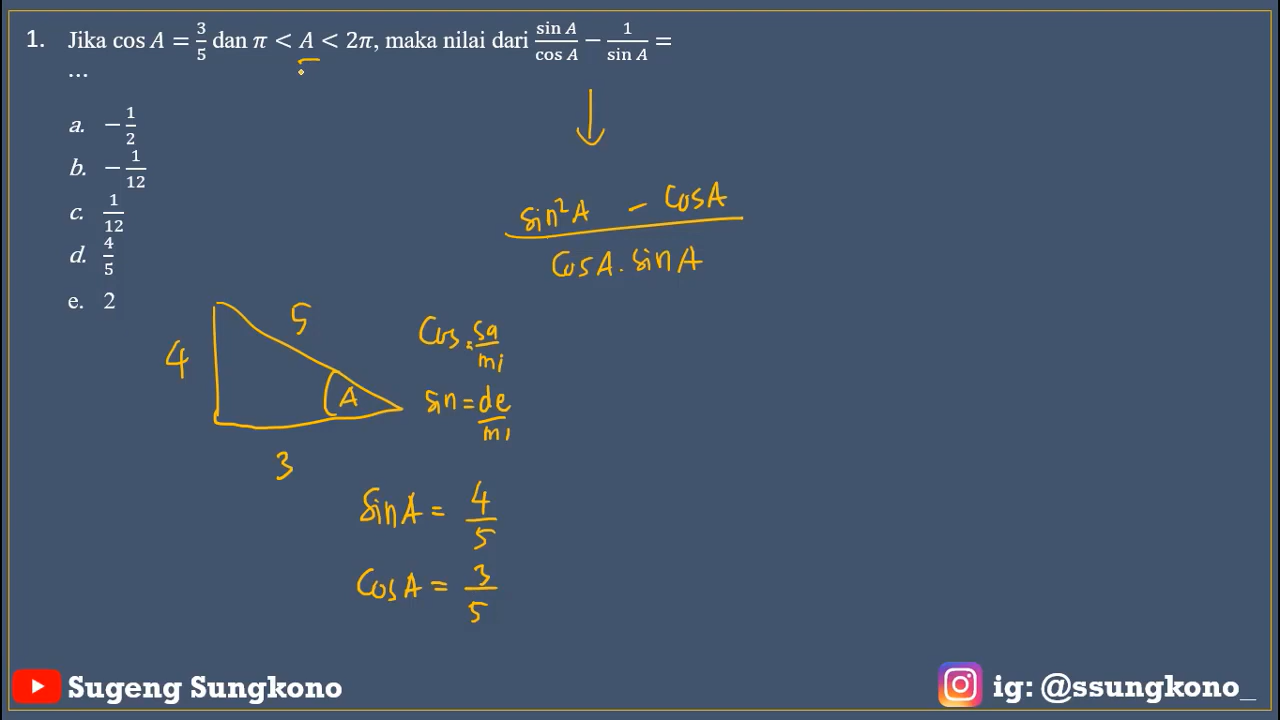 1. Jika cos A = 3/5 dan π < A < 2π, maka nilai dari sin A/cos A − 1/sin A =
...
a. −1/2
b. −1/12
c. 1/12
d. 4/5
e. 2
sin²A − cosA
cosA . sin A
5
4
A
3
Cos = sa/mi
sin = de/mi
sinA = 4/5
CosA = 3/5
Sugeng Sungkono
ig: @ssungkono_